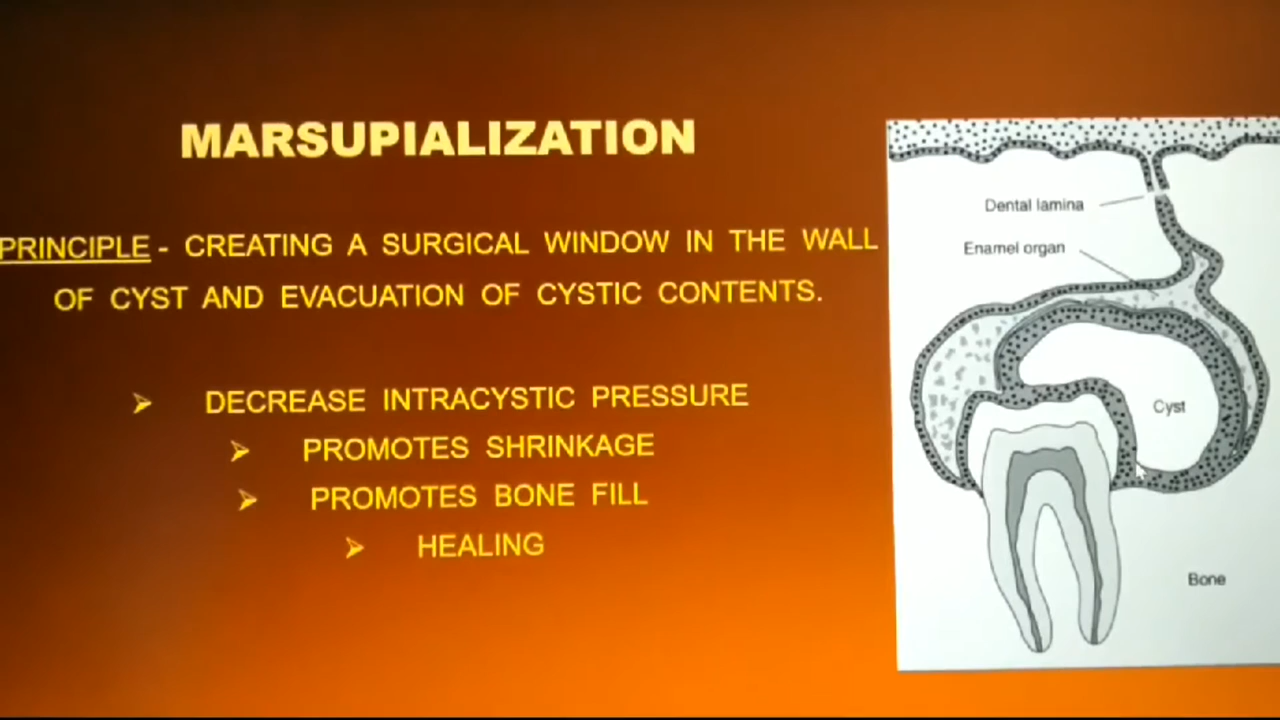 MARSUPIALIZATION
PRINCIPLE - CREATING A SURGICAL WINDOW IN THE WALL
OF CYST AND EVACUATION OF CYSTIC CONTENTS.
➢ DECREASE INTRACYSTIC PRESSURE
➢ PROMOTES SHRINKAGE
➢ PROMOTES BONE FILL
➢ HEALING
Dental lamina
Enamel organ
Cyst
Bone